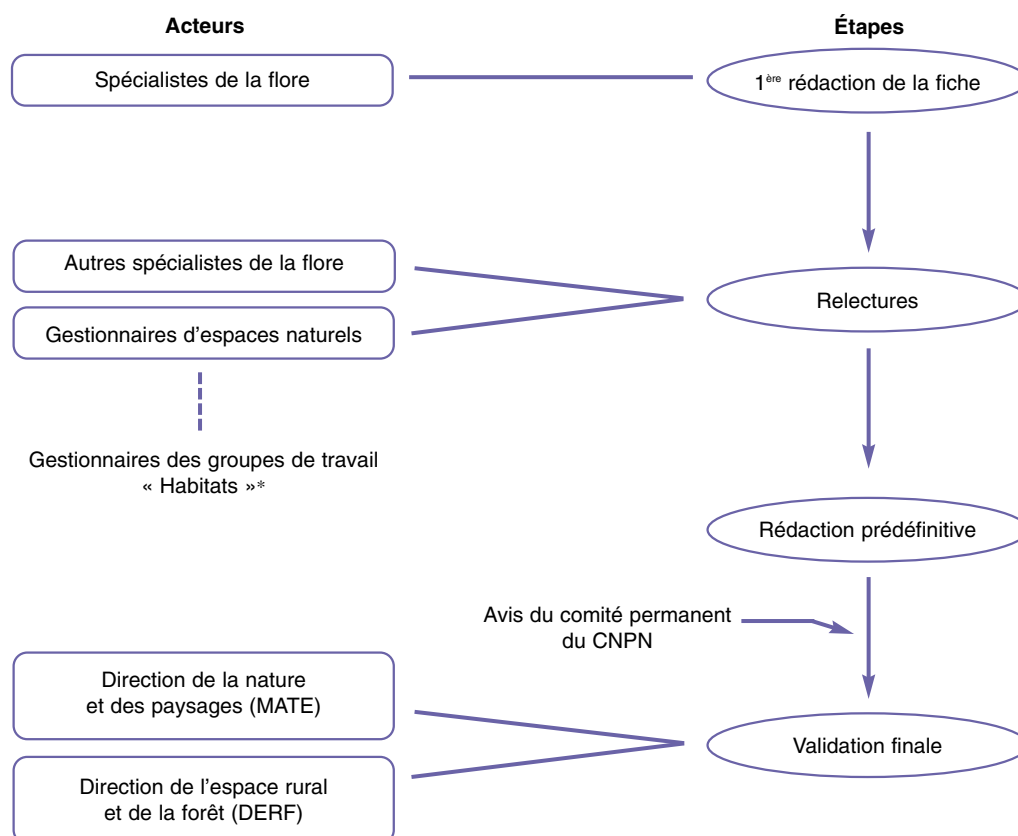 Acteurs
Étapes
Spécialistes de la flore
1ère rédaction de la fiche
Autres spécialistes de la flore
Relectures
Gestionnaires d'espaces naturels
Gestionnaires des groupes de travail
« Habitats »*
Rédaction prédéfinitive
Avis du comité permanent
du CNPN
Direction de la nature
et des paysages (MATE)
Validation finale
Direction de l'espace rural
et de la forêt (DERF)